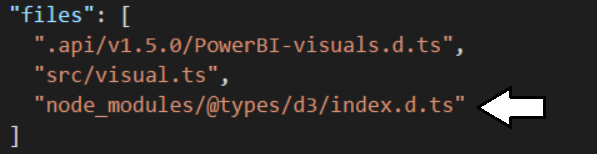 "files": [
".api/v1.5.0/PowerBI-visuals.d.ts",
"src/visual.ts",
"node_modules/@types/d3/index.d.ts"
]